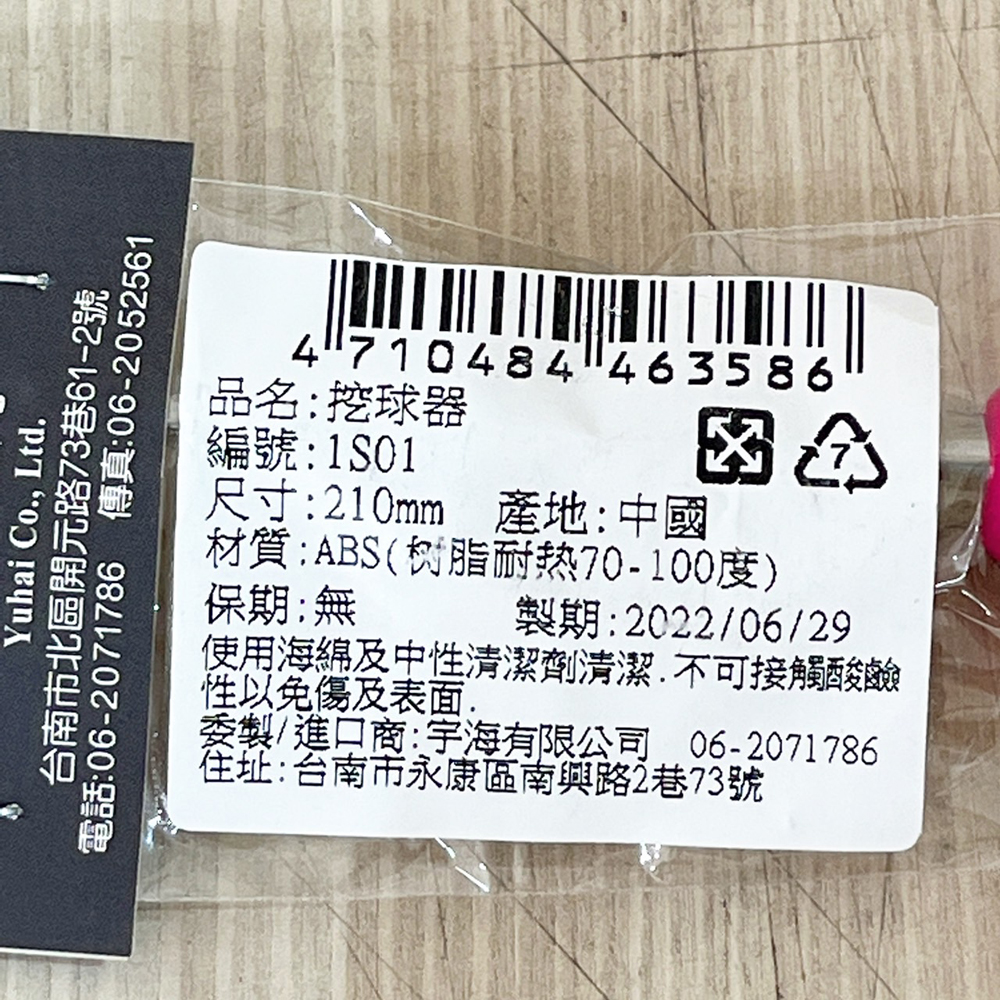 4 710484 463586
品名:挖球器
編號:1S01
尺寸:210mm 產地:中國
材質:ABS(树脂耐热70-100度)
保期:無 製期:2022/06/29
使用海綿及中性清潔劑清潔.不可接觸酸鹼
性以免傷及表面.
委製/進口商:宇海有限公司 06-2071786
住址:台南市永康區南興路2巷73號
7
Yuhai Co., Ltd.
台南市北區開元路73巷61-2號
電話:06-2071786 傳真:06-2052561